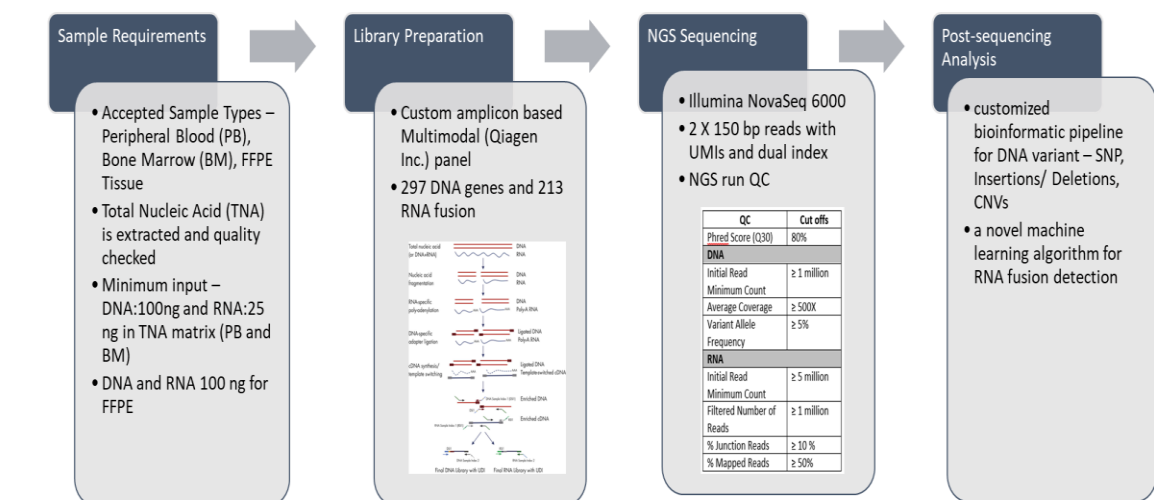 Sample Requirements
• Accepted Sample Types –
Peripheral Blood (PB),
Bone Marrow (BM), FFPE
Tissue
• Total Nucleic Acid (TNA)
is extracted and quality
checked
• Minimum input –
DNA:100ng and RNA:25
ng in TNA matrix (PB and
BM)
• DNA and RNA 100 ng for
FFPE
Library Preparation
• Custom amplicon based
Multimodal (Qiagen
Inc.) panel
• 297 DNA genes and 213
RNA fusion
Total nucleic acid
(or DNA+RNA)
DNA
RNA
Nucleic acid
fragmentation
DNA
RNA
RNA-specific
polyadenylation
DNA
PolyA RNA
DNA-specific
adapter ligation
Ligated DNA
PolyA RNA
cDNA synthesis/
template switching
Ligated DNA
Template-switched cDNA
Enriched DNA
Enriched cDNA
Final DNA Library with UDI
Final RNA Library with UDI
NGS Sequencing
• Illumina NovaSeq 6000
• 2 X 150 bp reads with
UMIs and dual index
• NGS run QC
QC Cut offs
Phred Score (Q30) 80%
DNA
Initial Read ≥ 1 million
Minimum Count
Average Coverage ≥ 500X
Variant Allele ≥ 5%
Frequency
RNA
Initial Read ≥ 5 million
Minimum Count
Filtered Number of ≥ 1 million
Reads
% Junction Reads ≥ 10 %
% Mapped Reads ≥ 50%
Post-sequencing
Analysis
• customized
bioinformatic pipeline
for DNA variant – SNP,
Insertions/ Deletions,
CNVs
• a novel machine
learning algorithm for
RNA fusion detection